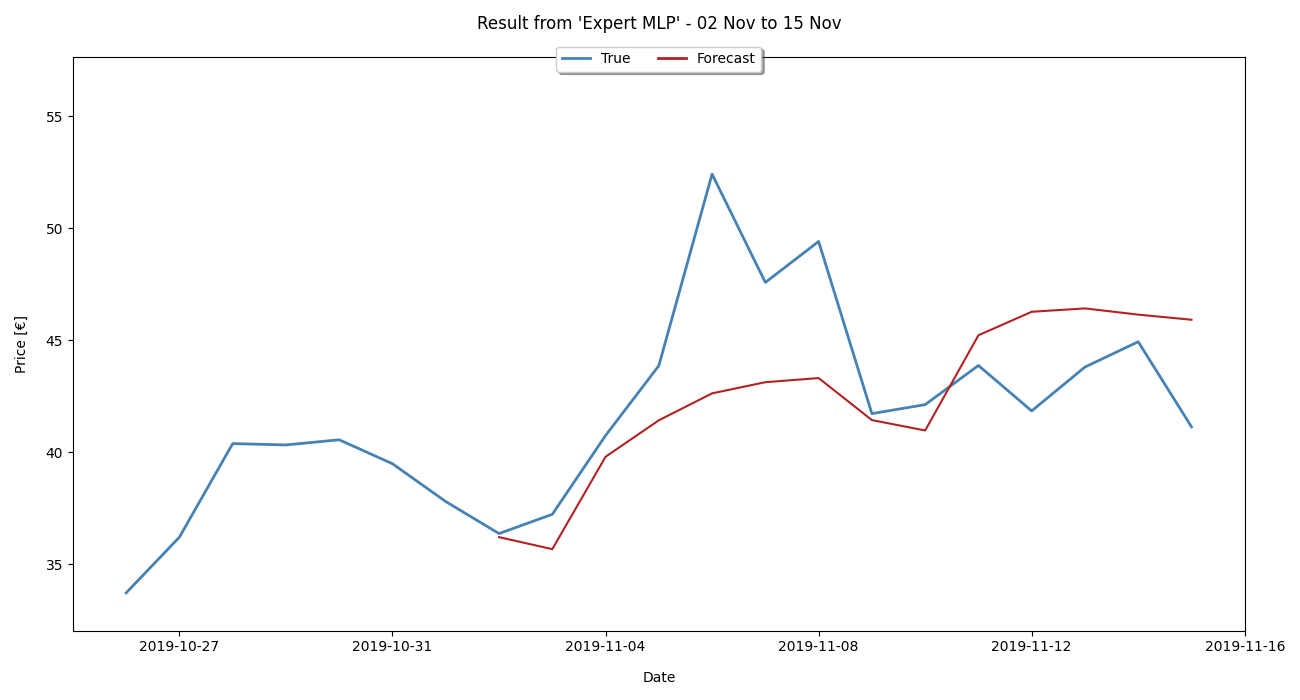 Result from 'Expert MLP' - 02 Nov to 15 Nov
True Forecast
55
50
45
40
35
Price [€]
2019-10-27 2019-10-31 2019-11-04 2019-11-08 2019-11-12 2019-11-16
Date